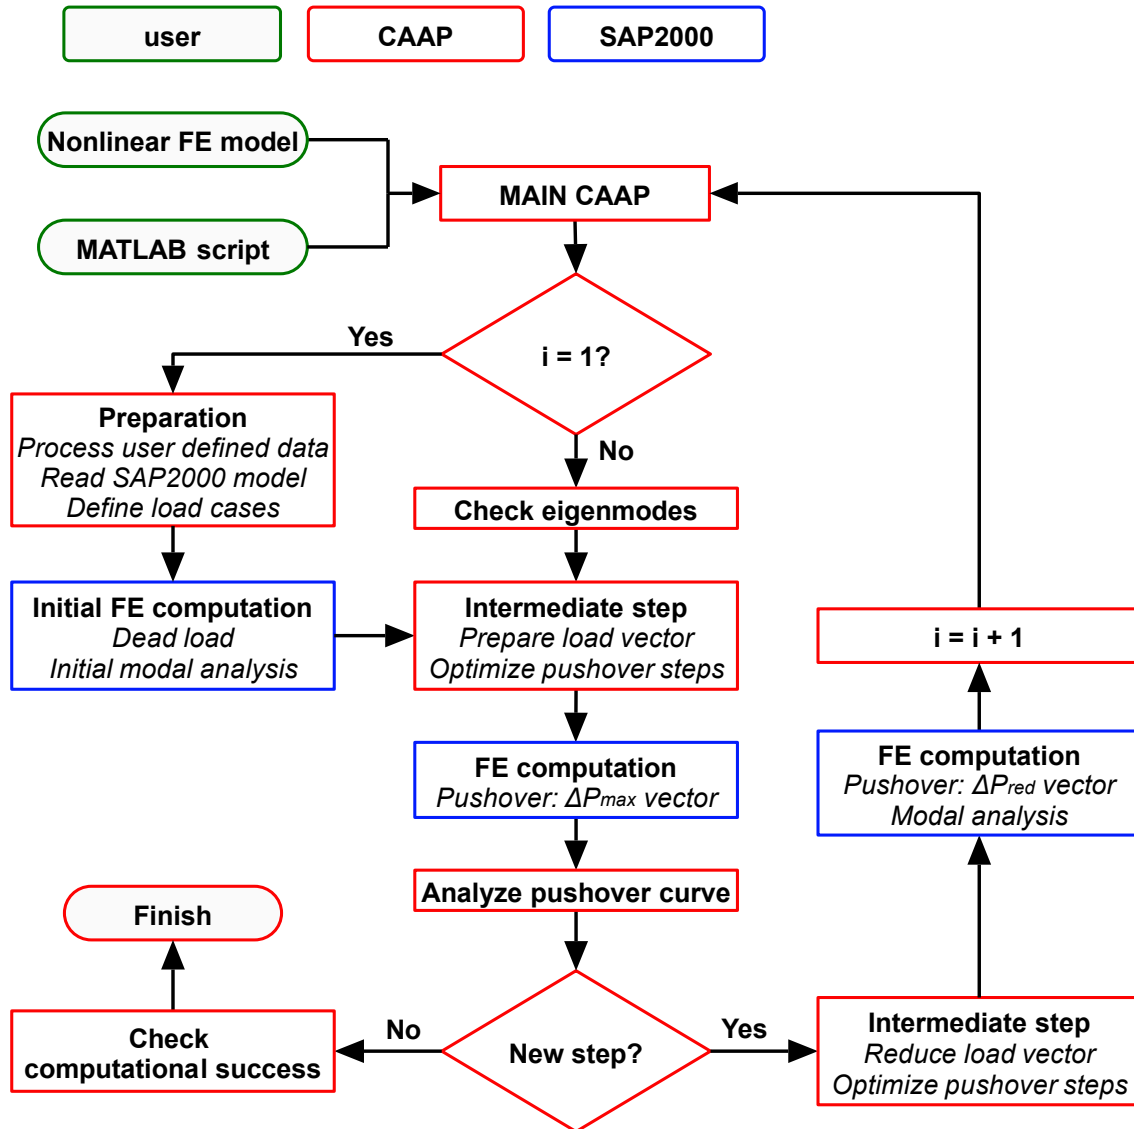 user
CAAP
SAP2000
Nonlinear FE model
MATLAB script
MAIN CAAP
i = 1?
Yes
No
Preparation
Process user defined data
Read SAP2000 model
Define load cases
Initial FE computation
Dead load
Initial modal analysis
Check eigenmodes
Intermediate step
Prepare load vector
Optimize pushover steps
FE computation
Pushover: ΔPmax vector
Analyze pushover curve
New step?
No
Yes
Check
computational success
Finish
Intermediate step
Reduce load vector
Optimize pushover steps
FE computation
Pushover: ΔPred vector
Modal analysis
i = i + 1